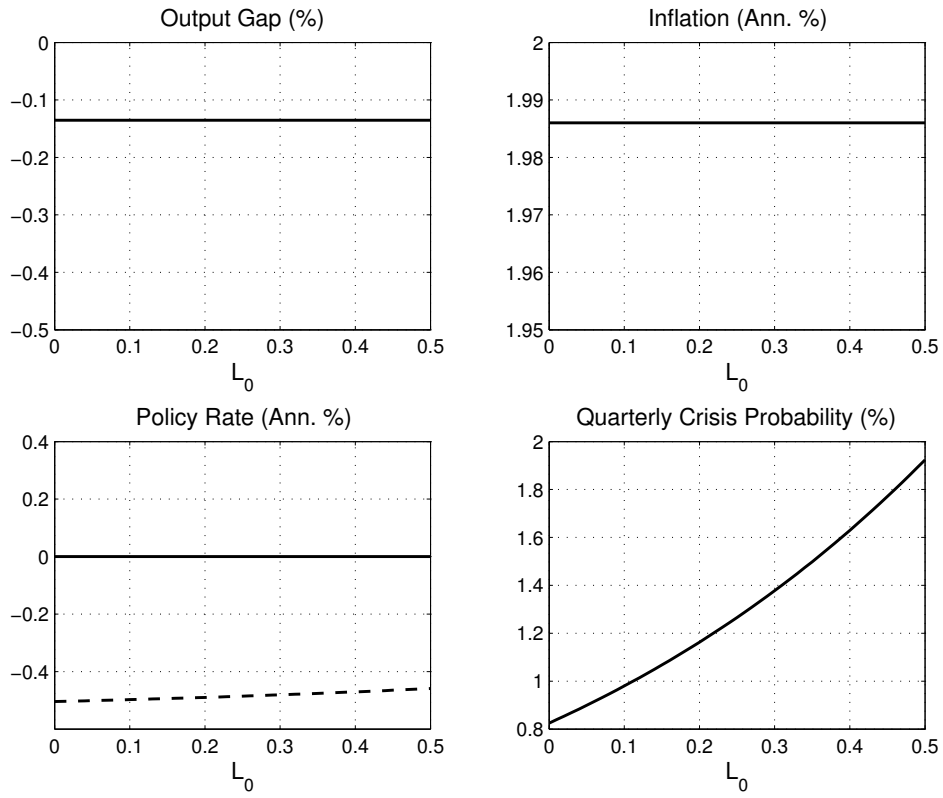 Output Gap (%)
0
−0.1
−0.2
−0.3
−0.4
−0.5
0 0.1 0.2 0.3 0.4 0.5
L0
Inflation (Ann. %)
2
1.99
1.98
1.97
1.96
1.95
0 0.1 0.2 0.3 0.4 0.5
L0
Policy Rate (Ann. %)
0.4
0.2
0
−0.2
−0.4
0 0.1 0.2 0.3 0.4 0.5
L0
Quarterly Crisis Probability (%)
2
1.8
1.6
1.4
1.2
1
0.8
0 0.1 0.2 0.3 0.4 0.5
L0